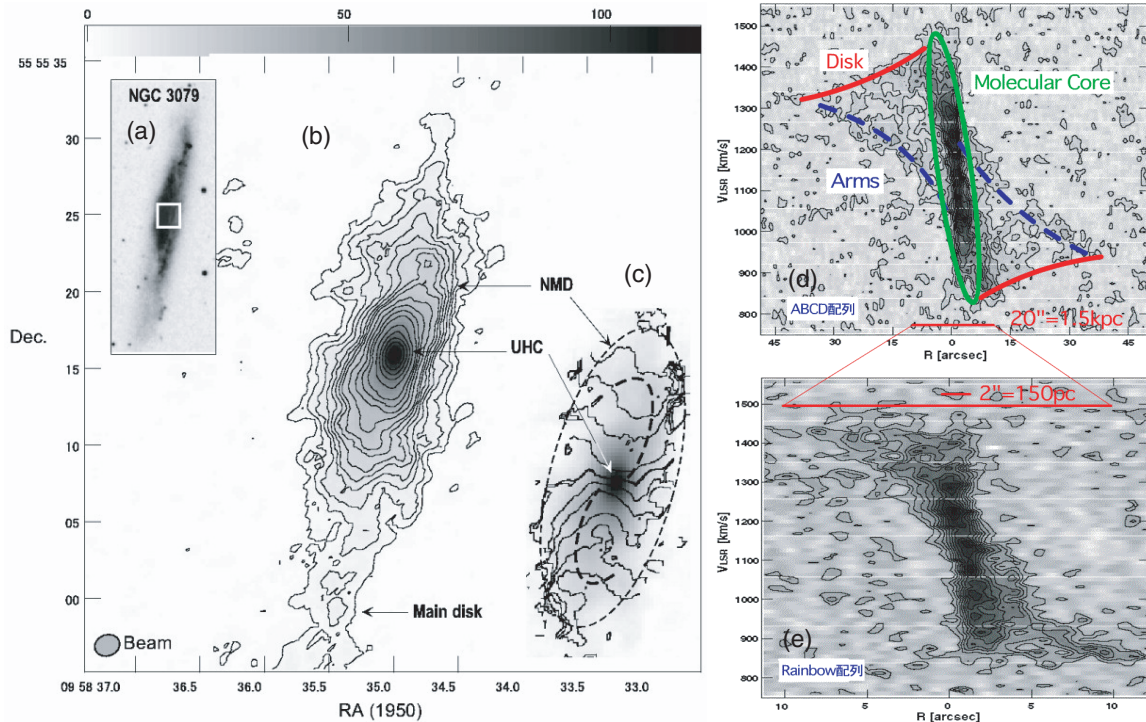 0 50 100
55 55 35
30
25
20
15
10
05
00
Dec.
NGC 3079
(a)
(b)
(c)
NMD
UHC
Main disk
Beam
09 58 37.0 36.5 36.0 35.5 35.0 34.5 34.0 33.5 33.0
RA (1950)
1500
1400
1300
1200
1100
1000
900
800
VLSR [km/s]
Disk
Molecular Core
Arms
(d)
ABCD配列
20"=1.5kpc
45 30 15 0 15 30 45
R [arcsec]
2"=150pc
1500
1400
1300
1200
1100
1000
900
800
VLSR [km/s]
(e)
Rainbow配列
10 5 0 5 10
R [arcsec]